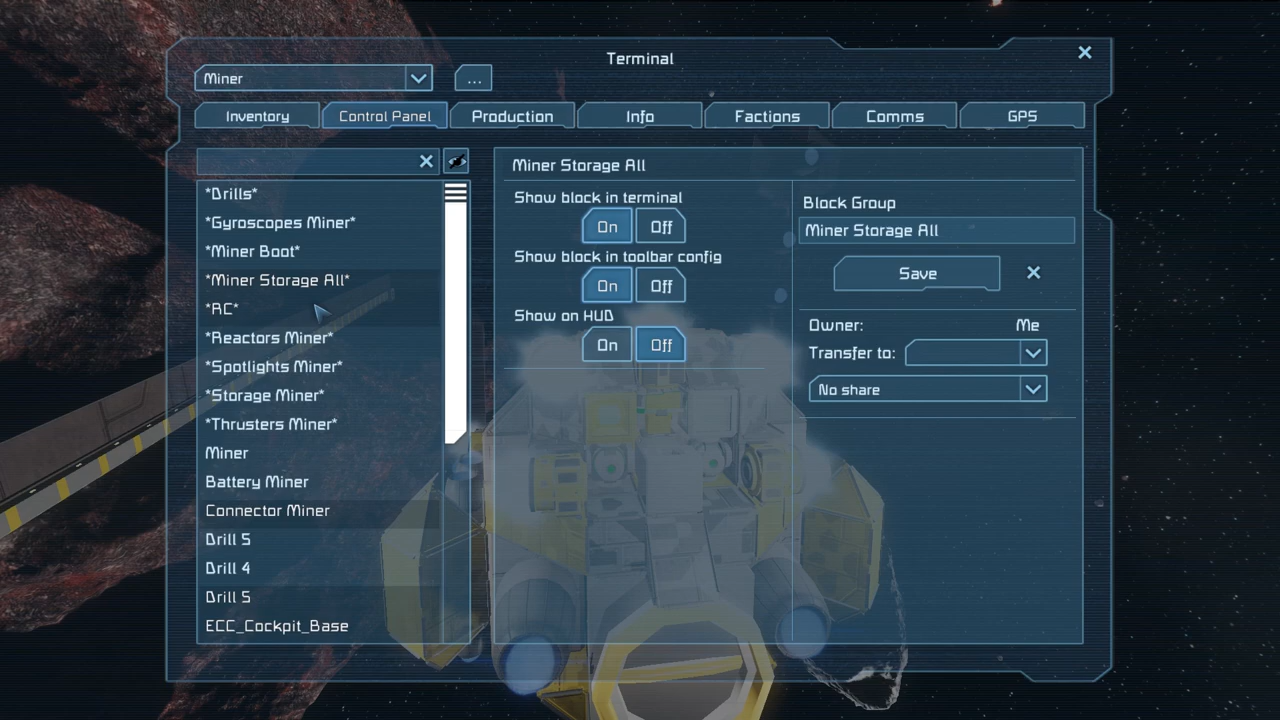 Terminal
Miner
...
Inventory
Control Panel
Production
Info
Factions
Comms
GPS
*Drills*
*Gyroscopes Miner*
*Miner Boot*
*Miner Storage All*
*RC*
*Reactors Miner*
*Spotlights Miner*
*Storage Miner*
*Thrusters Miner*
Miner
Battery Miner
Connector Miner
Drill 5
Drill 4
Drill 5
ECC_Cockpit_Base
Miner Storage All
Show block in terminal
On Off
Show block in toolbar config
On Off
Show on HUD
On Off
Block Group
Miner Storage All
Save
Owner: Me
Transfer to:
No share